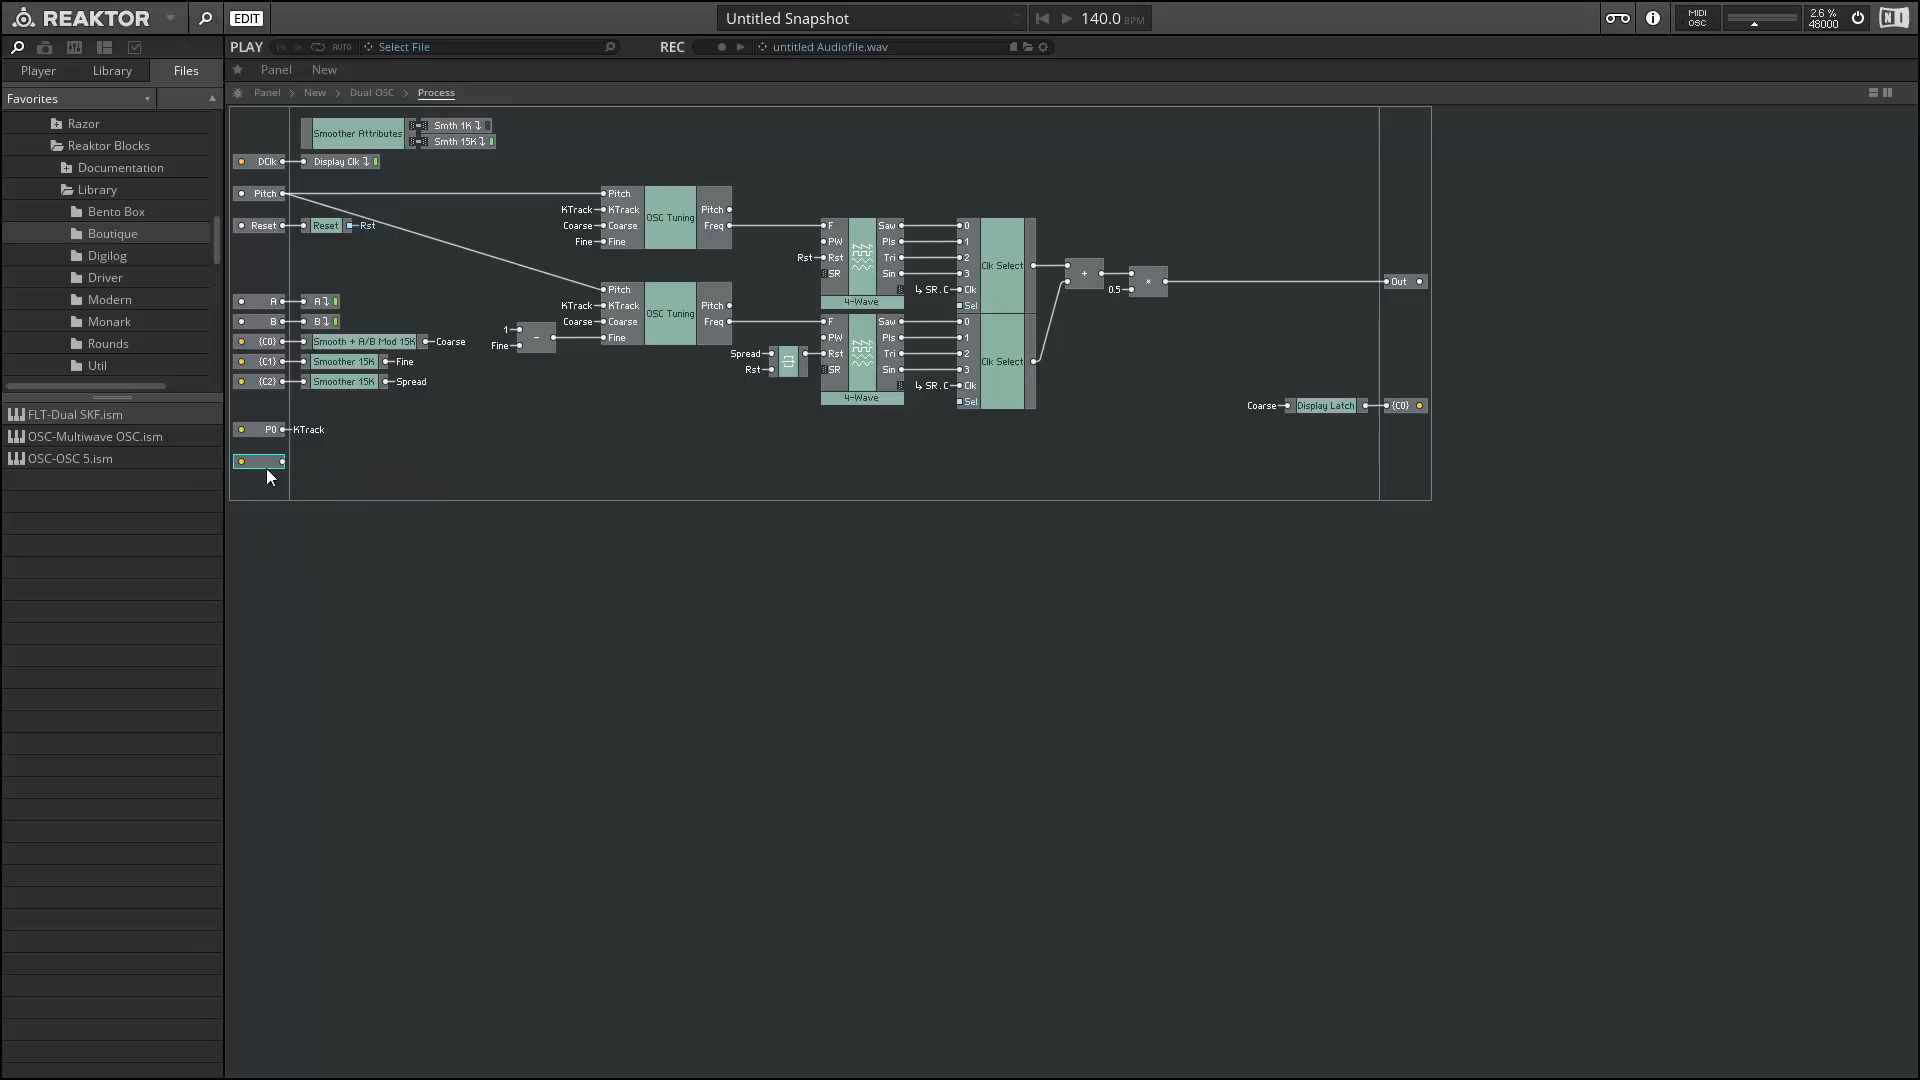 REAKTOR
EDIT
Untitled Snapshot
140.0 BPM
MIDI
OSC
2.6 %
48000
NI
PLAY
AUTO
Select File
REC
untitled Audiofile.wav
Player
Library
Files
Panel
New
Favorites
Panel
New
Dual OSC
Process
Razor
Reaktor Blocks
Documentation
Library
Bento Box
Boutique
Digilog
Driver
Modern
Monark
Rounds
Util
FLT-Dual SKF.ism
OSC-Multiwave OSC.ism
OSC-OSC 5.ism
Smoother Attributes
Smth 1K
Smth 15K
DClk
Display Clk
Pitch
Reset
Reset
Rst
A
A
B
B
{C0}
Smooth + A/B Mod 15K
Coarse
{C1}
Smoother 15K
Fine
{C2}
Smoother 15K
Spread
P0
KTrack
1
Fine
-
KTrack
Coarse
Fine
Pitch
KTrack
Coarse
Fine
OSC Tuning
Pitch
Freq
KTrack
Coarse
Pitch
KTrack
Coarse
Fine
OSC Tuning
Pitch
Freq
Rst
F
PW
Rst
SR
Saw
Pls
Tri
Sin
4-Wave
Spread
Rst
F
PW
Rst
SR
Saw
Pls
Tri
Sin
4-Wave
SR.C
0
1
2
3
Clk
Sel
Clk Select
SR.C
0
1
2
3
Clk
Sel
Clk Select
+
0.5
*
Out
Coarse
Display Latch
{C0}